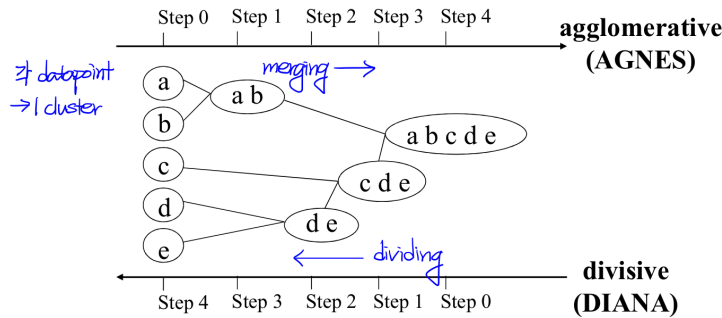 Step 0 Step 1 Step 2 Step 3 Step 4
agglomerative
(AGNES)
각 datapoint
→ 1 cluster
merging →
a
a b
b
a b c d e
c
c d e
d
d e
e
← dividing
divisive
(DIANA)
Step 4 Step 3 Step 2 Step 1 Step 0